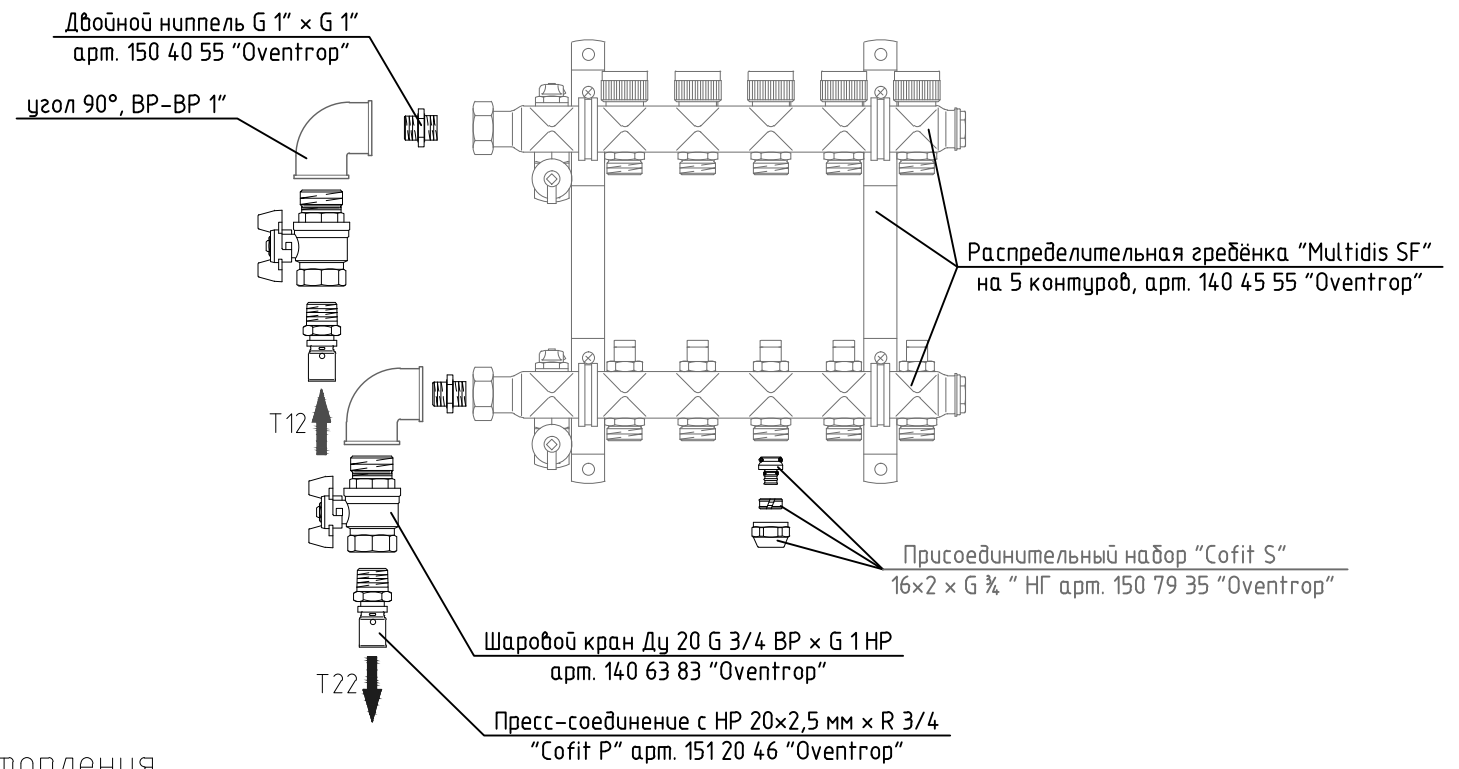 Двойной ниппель G 1" × G 1"
арт. 150 40 55 "Oventrop"
угол 90°, ВР-ВР 1"
Распределительная гребёнка "Multidis SF"
на 5 контуров, арт. 140 45 55 "Oventrop"
T12
Присоединительный набор "Cofit S"
16×2 × G ¾ " НГ арт. 150 79 35 "Oventrop"
Шаровой кран Ду 20 G 3/4 ВР × G 1 НР
арт. 140 63 83 "Oventrop"
T22
Пресс-соединение с НР 20×2,5 мм × R 3/4
"Cofit P" арт. 151 20 46 "Oventrop"